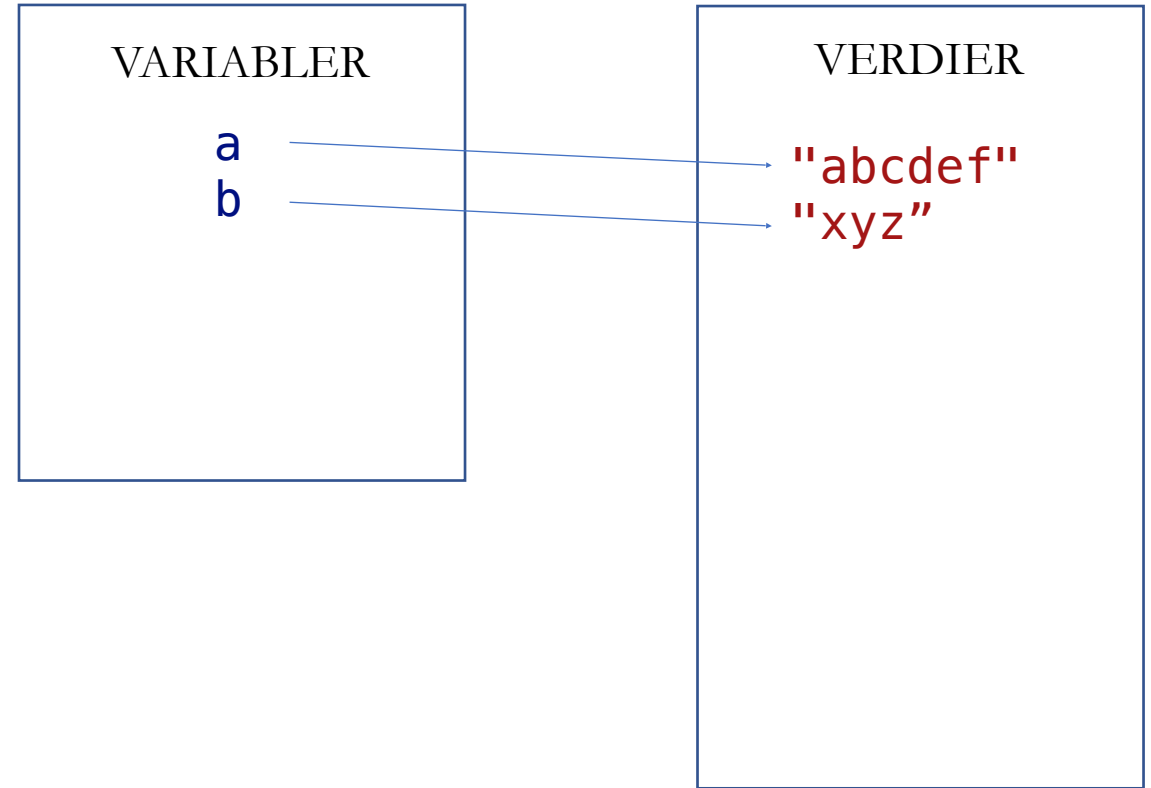 VARIABLER
a
b
VERDIER
"abcdef"
"xyz”